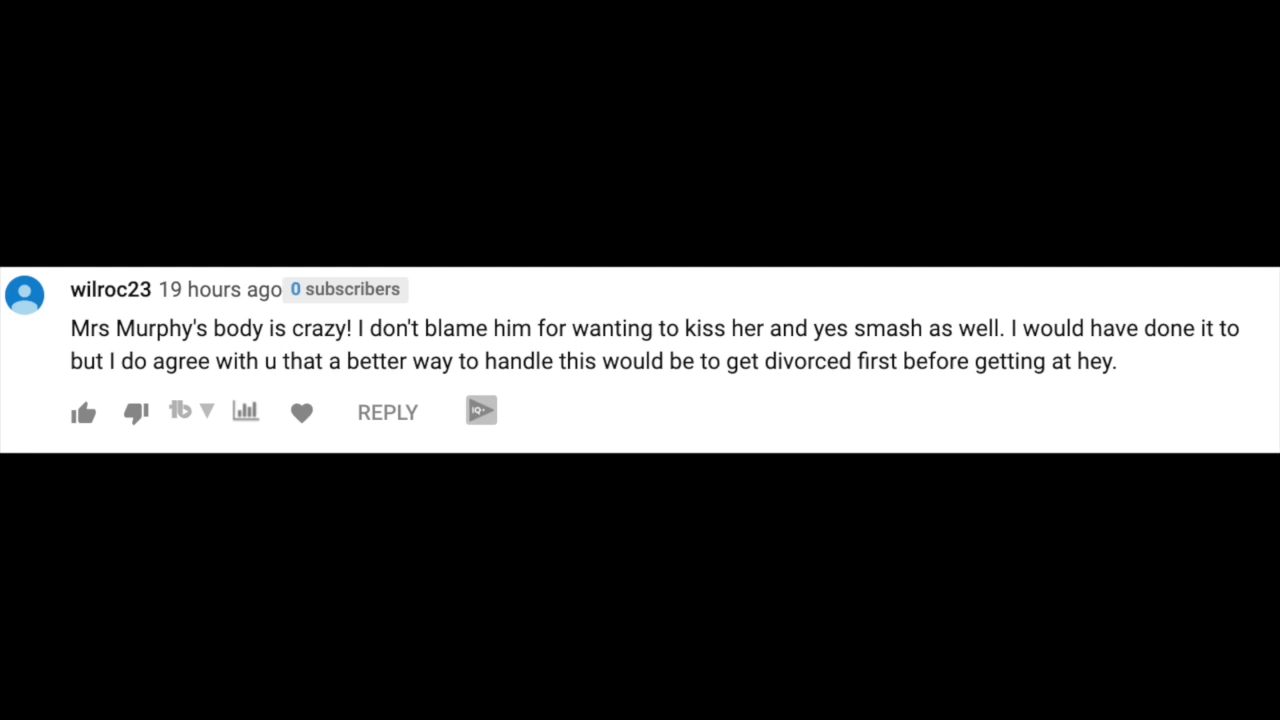 wilroc23 19 hours ago 0 subscribers
Mrs Murphy's body is crazy! I don't blame him for wanting to kiss her and yes smash as well. I would have done it to
but I do agree with u that a better way to handle this would be to get divorced first before getting at hey.
tb REPLY IQ+